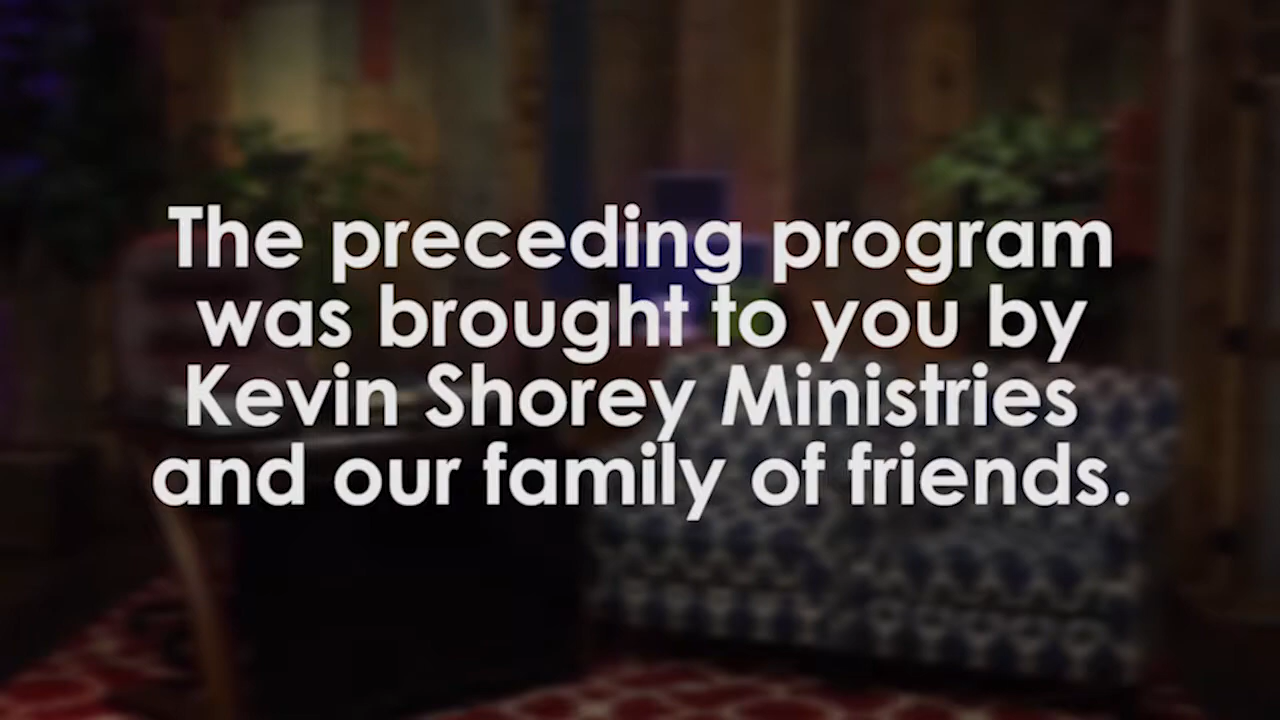 The preceding program
was brought to you by
Kevin Shorey Ministries
and our family of friends.